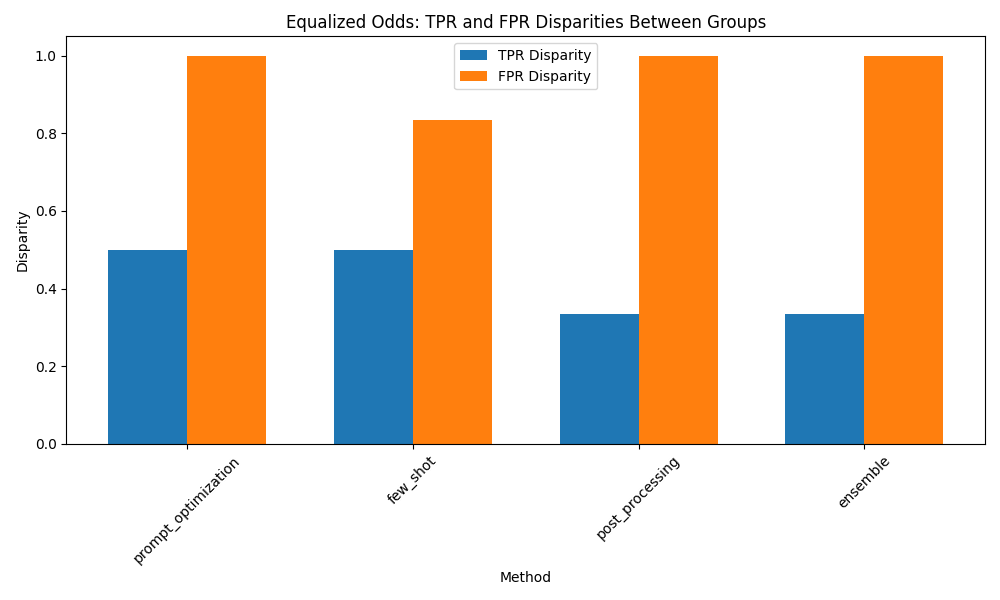 Equalized Odds: TPR and FPR Disparities Between Groups
TPR Disparity
FPR Disparity
Disparity
1.0
0.8
0.6
0.4
0.2
0.0
prompt_optimization
few_shot
post_processing
ensemble
Method